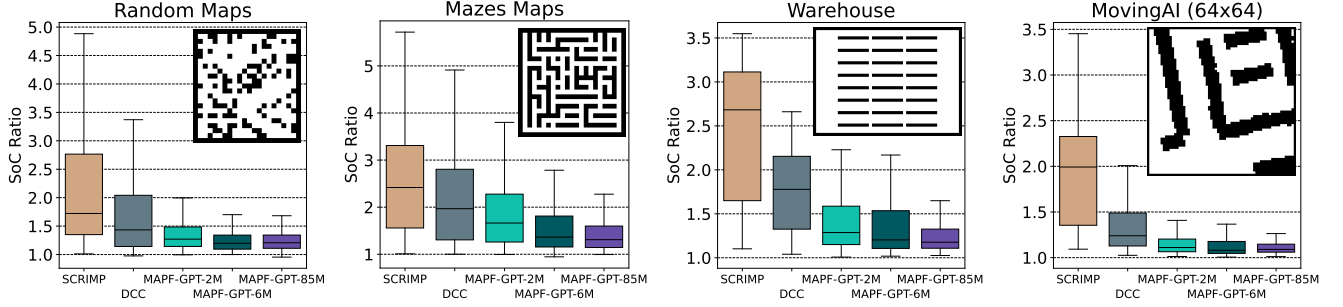 Random Maps
SoC Ratio
5.0
4.5
4.0
3.5
3.0
2.5
2.0
1.5
1.0
SCRIMP
DCC
MAPF-GPT-2M
MAPF-GPT-6M
MAPF-GPT-85M
Mazes Maps
SoC Ratio
5
4
3
2
1
SCRIMP
DCC
MAPF-GPT-2M
MAPF-GPT-6M
MAPF-GPT-85M
Warehouse
SoC Ratio
3.5
3.0
2.5
2.0
1.5
1.0
SCRIMP
DCC
MAPF-GPT-2M
MAPF-GPT-6M
MAPF-GPT-85M
MovingAI (64x64)
SoC Ratio
3.5
3.0
2.5
2.0
1.5
1.0
SCRIMP
DCC
MAPF-GPT-2M
MAPF-GPT-6M
MAPF-GPT-85M